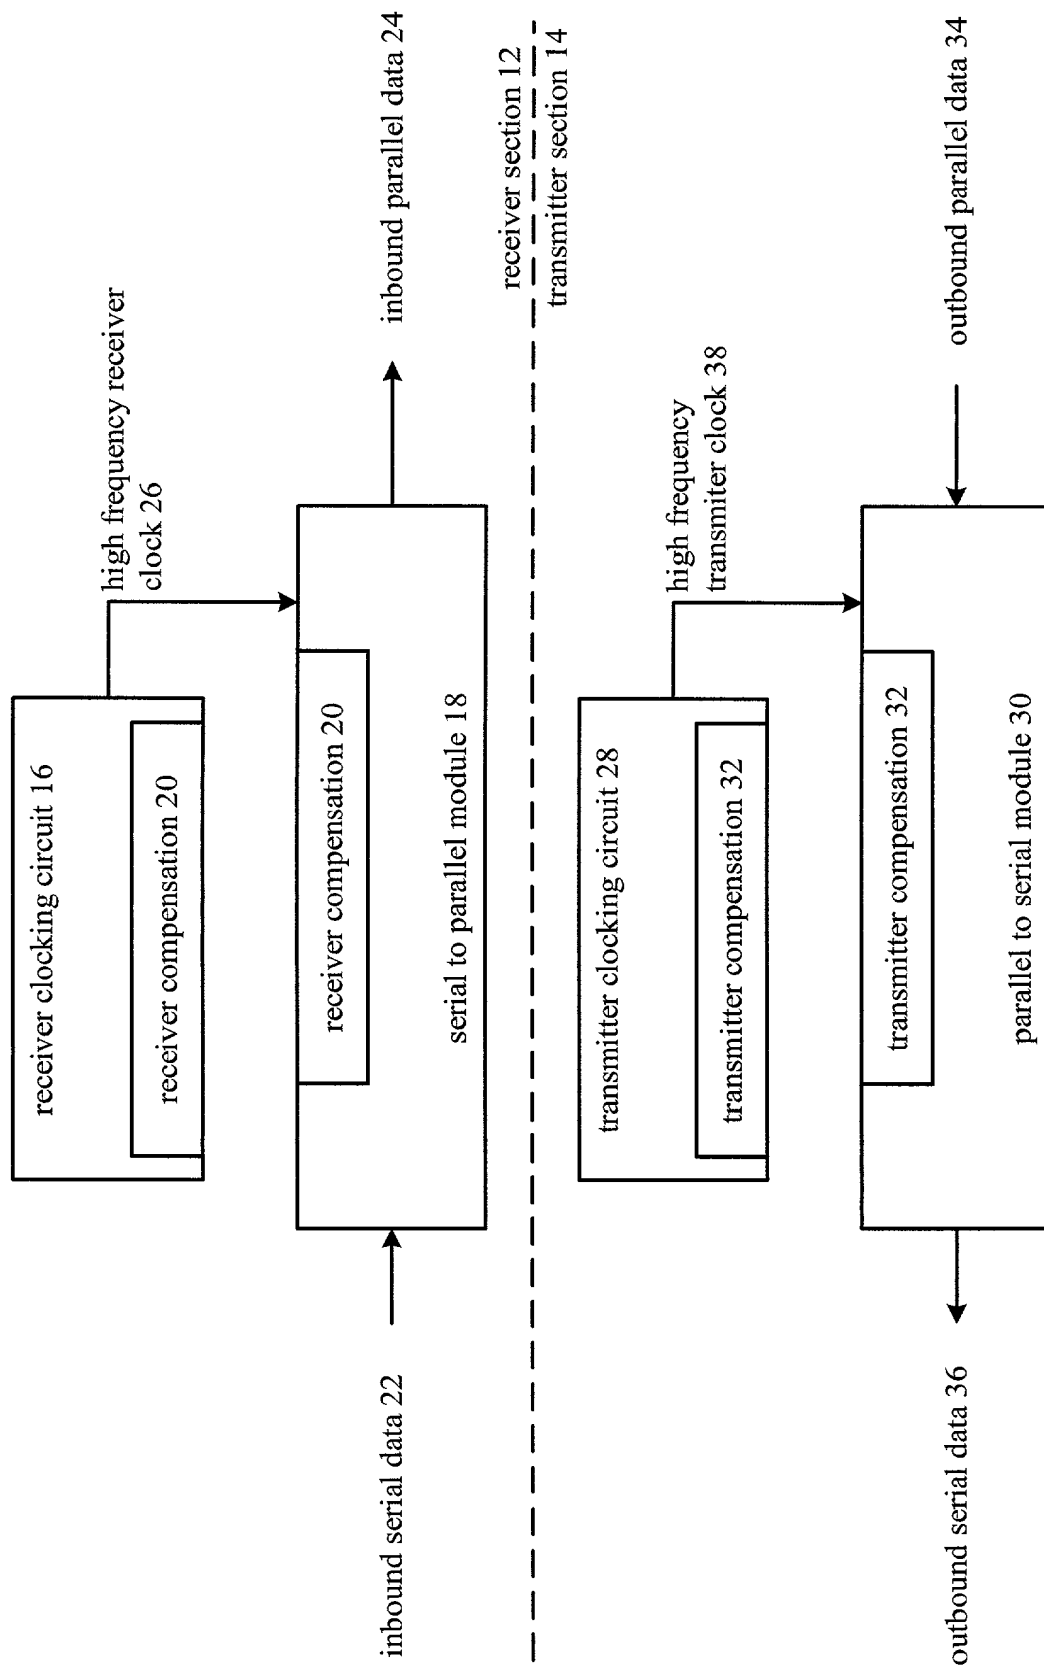 receiver clocking circuit 16
receiver compensation 20
high frequency receiver
clock 26
receiver compensation 20
serial to parallel module 18
inbound serial data 22
inbound parallel data 24
receiver section 12
transmitter section 14
transmitter clocking circuit 28
transmitter compensation 32
high frequency
transmiter clock 38
transmitter compensation 32
parallel to serial module 30
outbound serial data 36
outbound parallel data 34